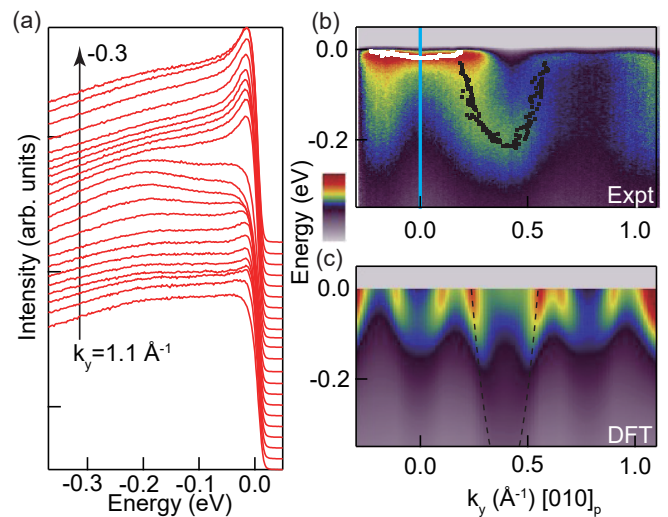 (a)
-0.3
k_y=1.1 Å⁻¹
Intensity (arb. units)
-0.3 -0.2 -0.1 0.0
Energy (eV)
(b)
0.0
-0.2
Expt
0.0 0.5 1.0
Energy (eV)
(c)
0.0
-0.2
DFT
0.0 0.5 1.0
k_y (Å⁻¹) [010]_p